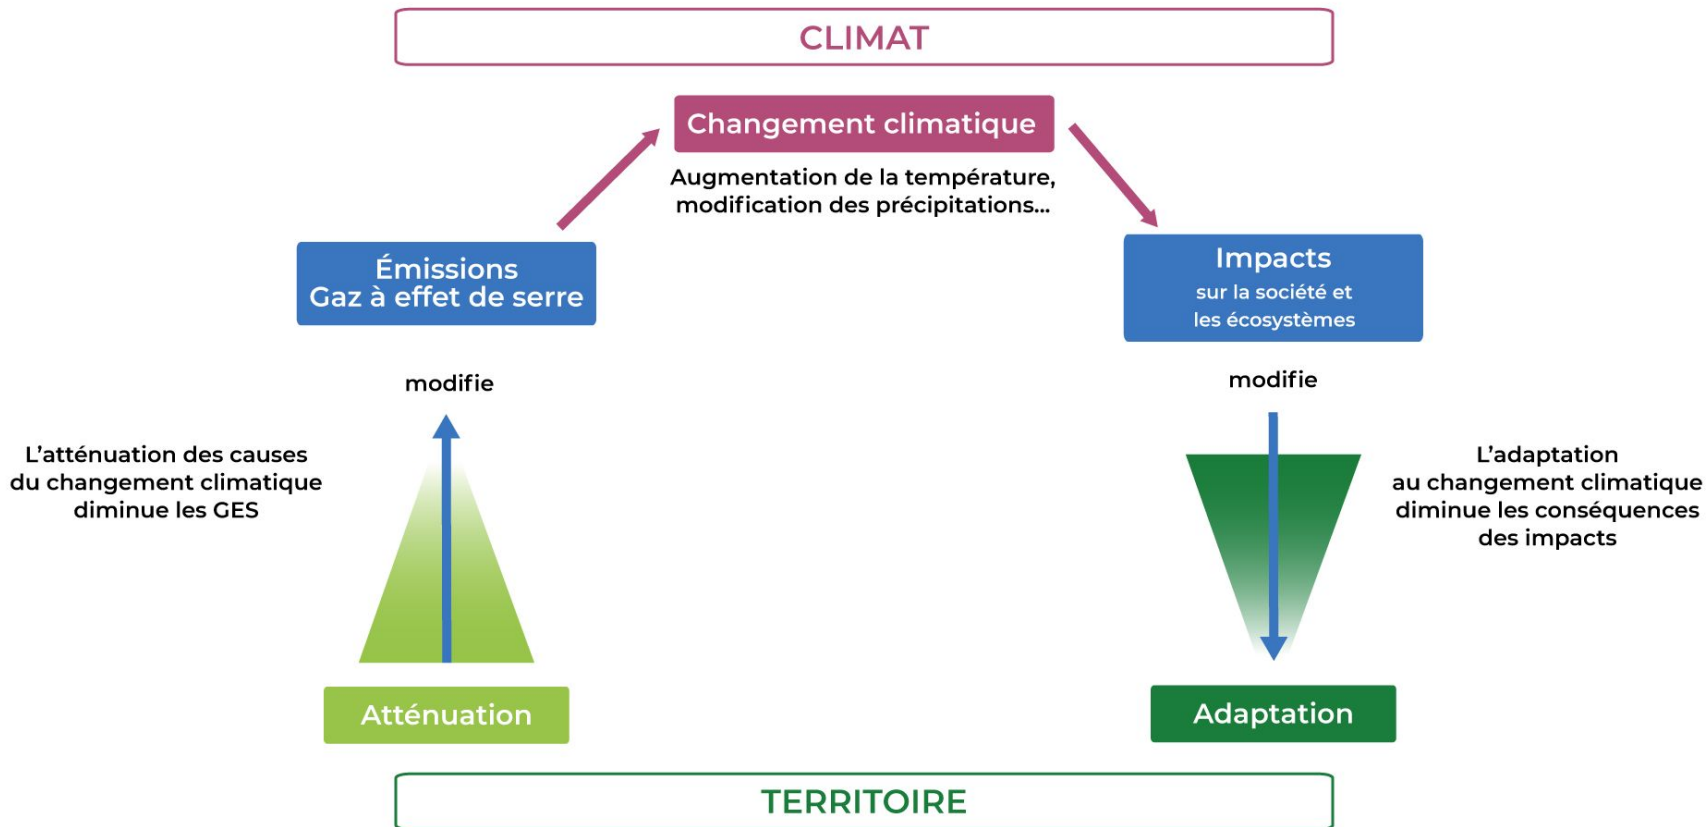 CLIMAT
Changement climatique
Augmentation de la température,
modification des précipitations...
Émissions
Gaz à effet de serre
Impacts
sur la société et
les écosystèmes
modifie
modifie
L'atténuation des causes
du changement climatique
diminue les GES
L'adaptation
au changement climatique
diminue les conséquences
des impacts
Atténuation
Adaptation
TERRITOIRE